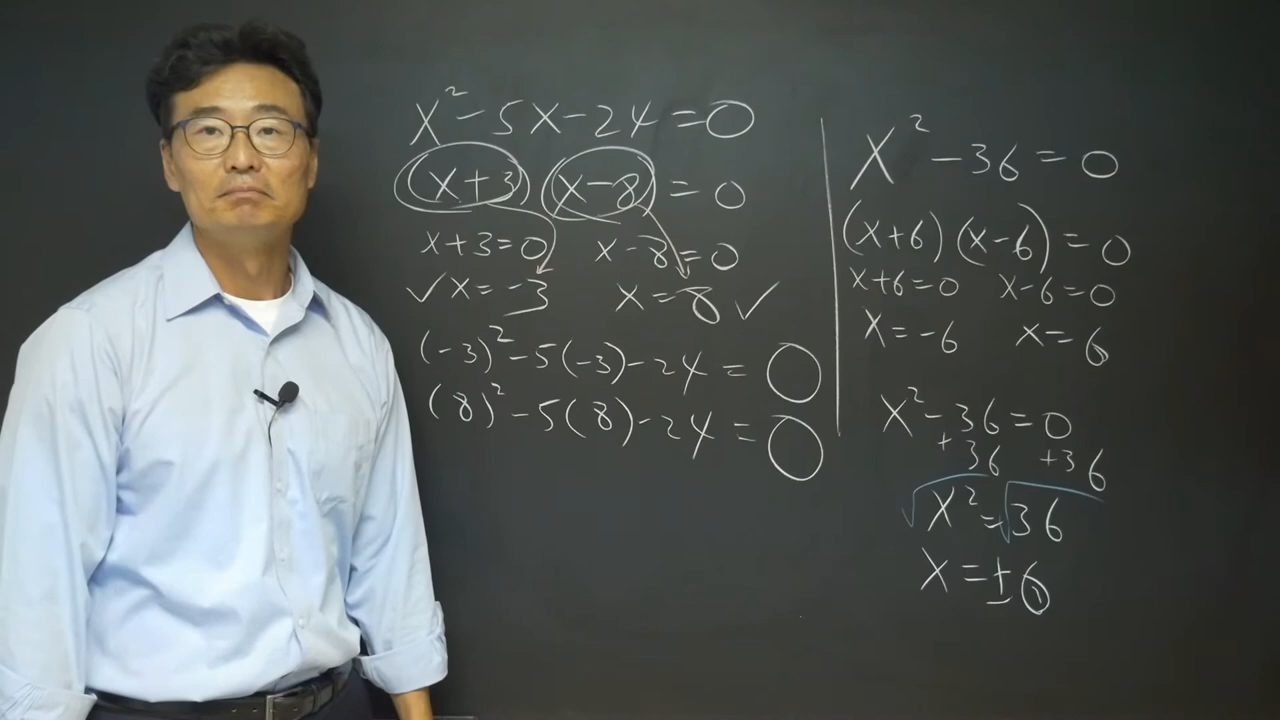 x² - 5x - 24 = 0
(x+3)(x-8) = 0
x+3=0 x-8=0
✓x=-3 x=8✓
(-3)²-5(-3)-24=0
(8)²-5(8)-24=0
x² - 36 = 0
(x+6)(x-6)=0
x+6=0 x-6=0
x=-6 x=6
x²-36=0
+36 +36
√x²=√36
x=±6